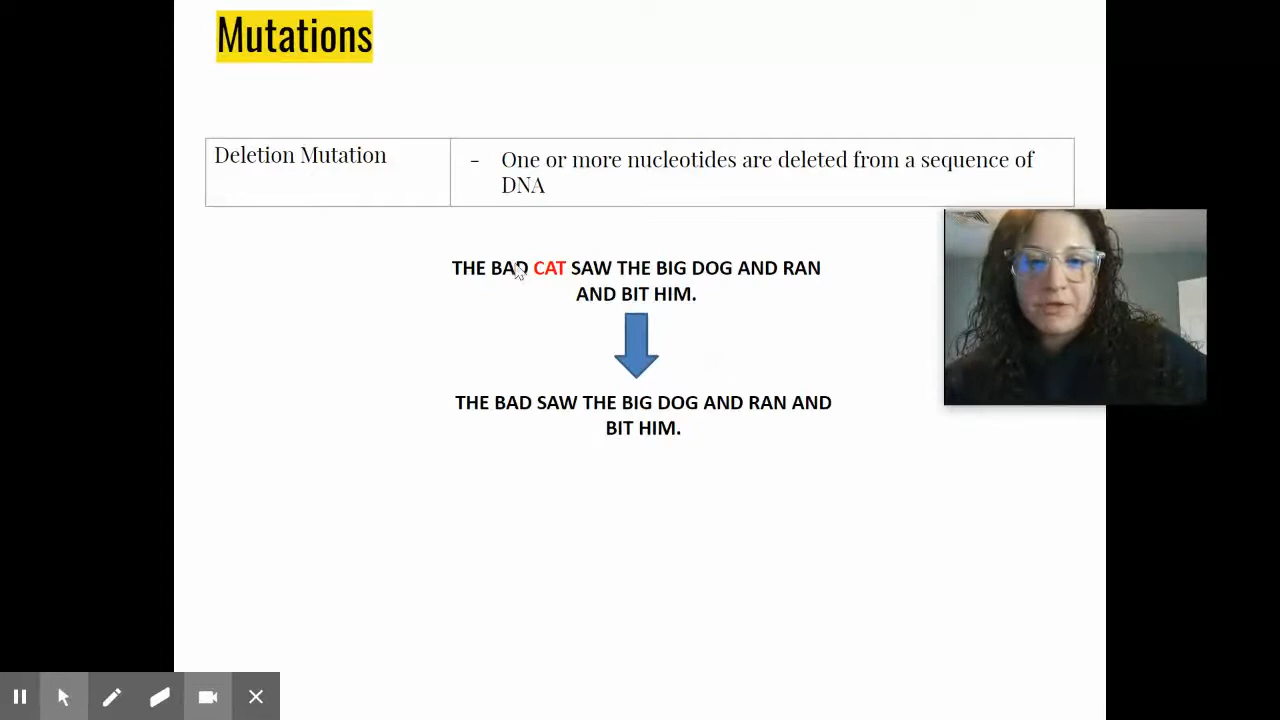 Mutations
Deletion Mutation
- One or more nucleotides are deleted from a sequence of
DNA
THE BAD CAT SAW THE BIG DOG AND RAN
AND BIT HIM.
THE BAD SAW THE BIG DOG AND RAN AND
BIT HIM.